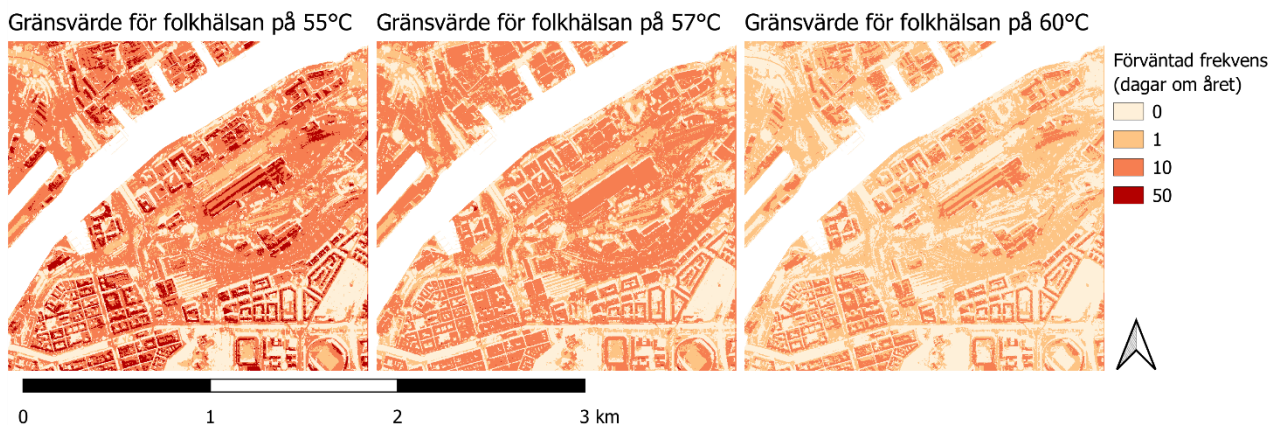 Gränsvärde för folkhälsan på 55°C
Gränsvärde för folkhälsan på 57°C
Gränsvärde för folkhälsan på 60°C
Förväntad frekvens
(dagar om året)
0
1
10
50
0
1
2
3 km